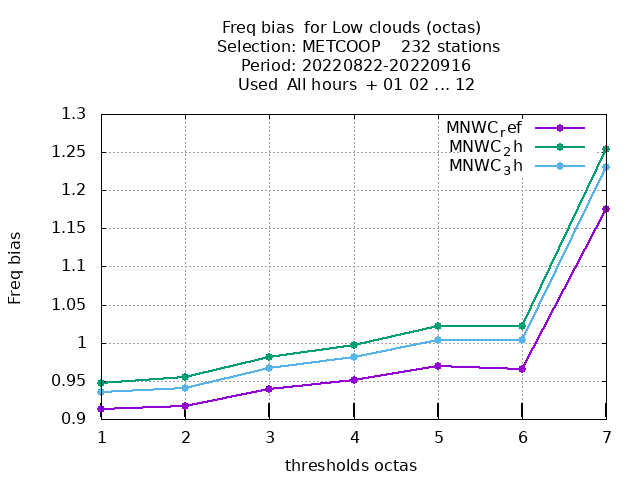 Freq bias  for Low clouds (octas)
Selection: METCOOP    232 stations
Period: 20220822-20220916
Used  All hours  + 01 02 ... 12
MNWC_ref
MNWC_2h
MNWC_3h
Freq bias
1.3
1.25
1.2
1.15
1.1
1.05
1
0.95
0.9
1 2 3 4 5 6 7
thresholds octas